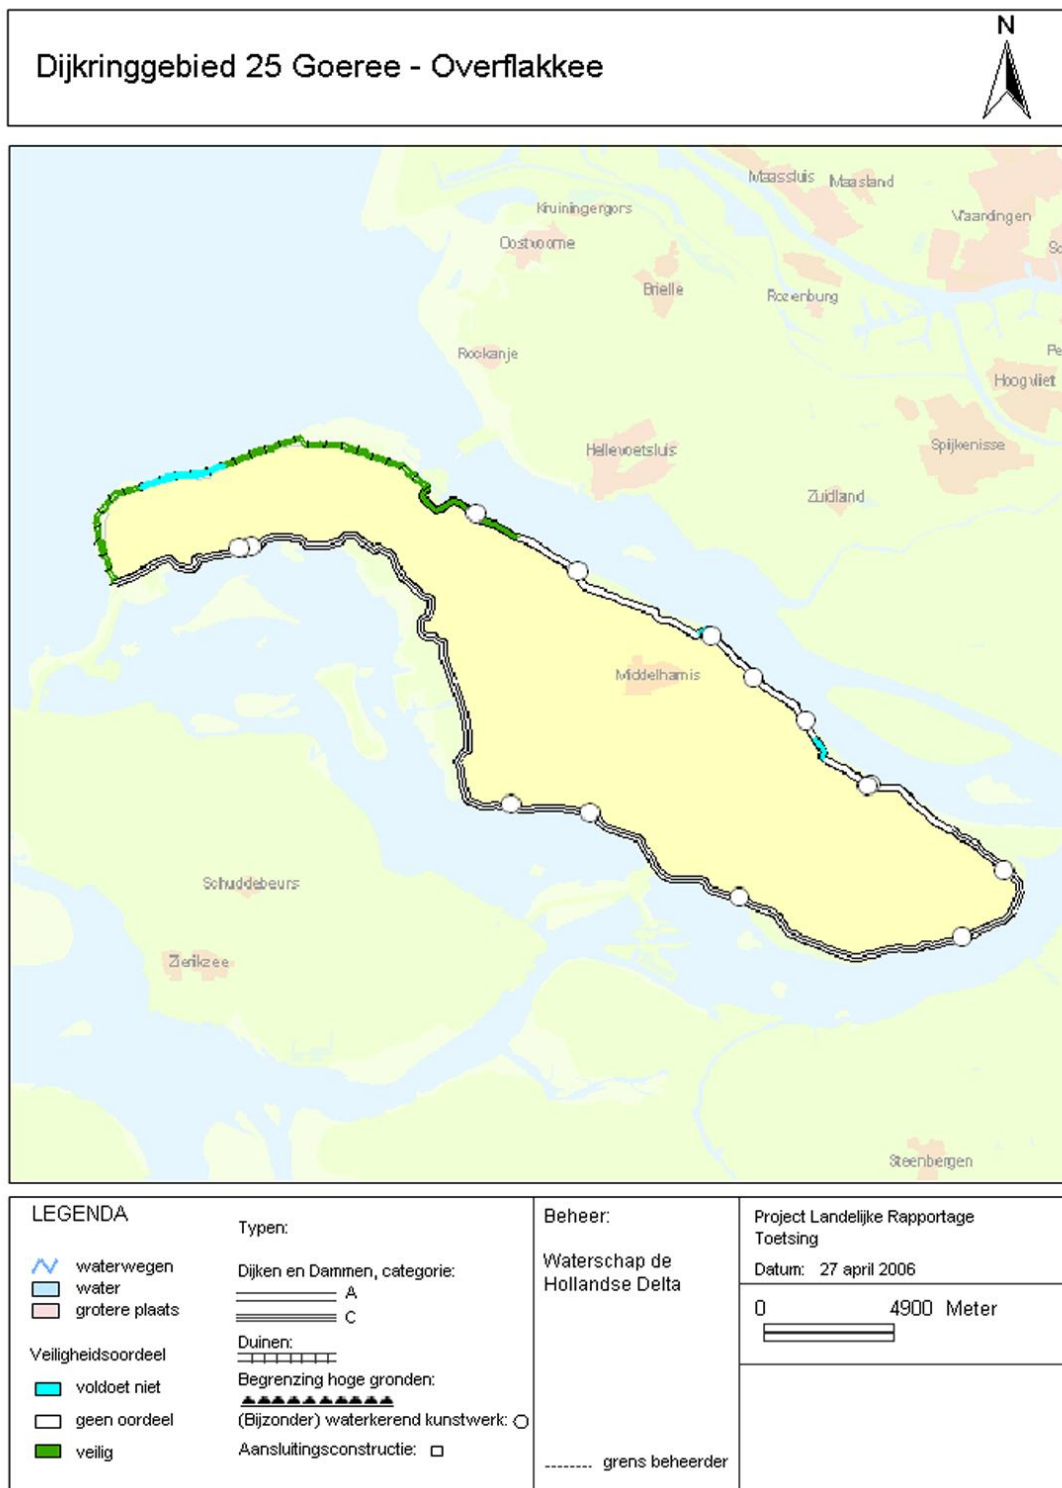 Dijkringgebied 25 Goeree - Overflakkee
N
Maassluis
Maasland
Vlaardingen
Kruiningergors
Oostvoorne
Brielle
Rozenburg
Rockanje
Hoogvliet
Hellevoetsluis
Spijkenisse
Zuidland
Middelharnis
Schuddebeurs
Zierikzee
Steenbergen
LEGENDA
waterwegen
water
grotere plaats
Veiligheidsoordeel
voldoet niet
geen oordeel
veilig
Typen:
Dijken en Dammen, categorie:
A
C
Duinen:
Begrenzing hoge gronden:
(Bijzonder) waterkerend kunstwerk:
Aansluitingsconstructie:
Beheer:
Waterschap de
Hollandse Delta
grens beheerder
Project Landelijke Rapportage
Toetsing
Datum: 27 april 2006
0 4900 Meter